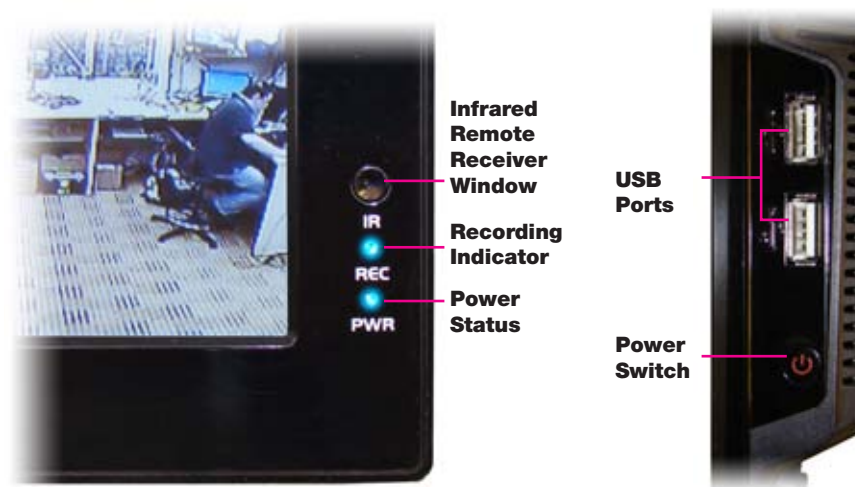 Infrared
Remote
Receiver
Window
IR
Recording
Indicator
REC
Power
Status
PWR
USB
Ports
Power
Switch